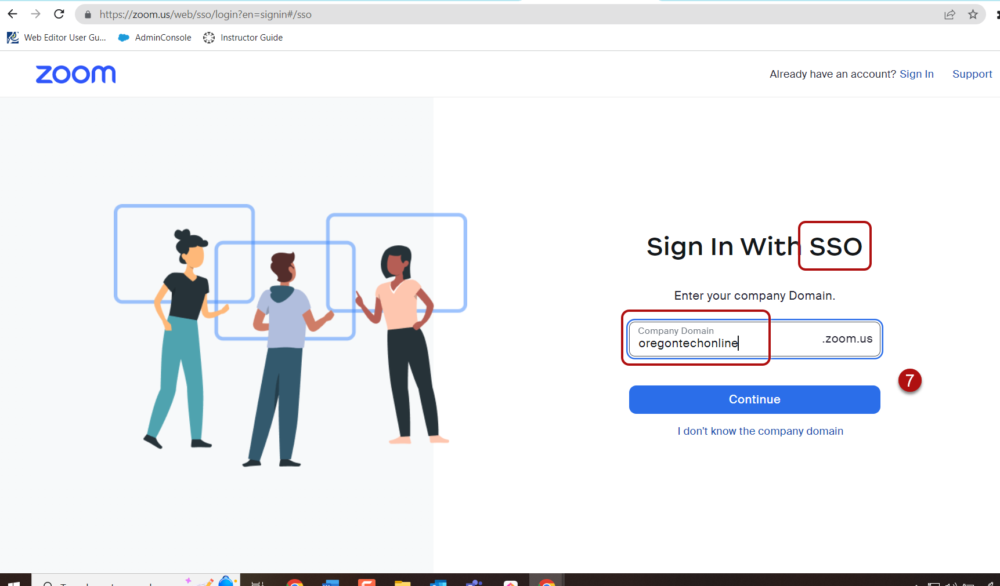 https://zoom.us/web/sso/login?en=signin#/sso
Web Editor User Gu... AdminConsole Instructor Guide
zoom
Already have an account? Sign In Support
Sign In With SSO
Enter your company Domain.
Company Domain
oregontechonline
.zoom.us
7
Continue
I don't know the company domain